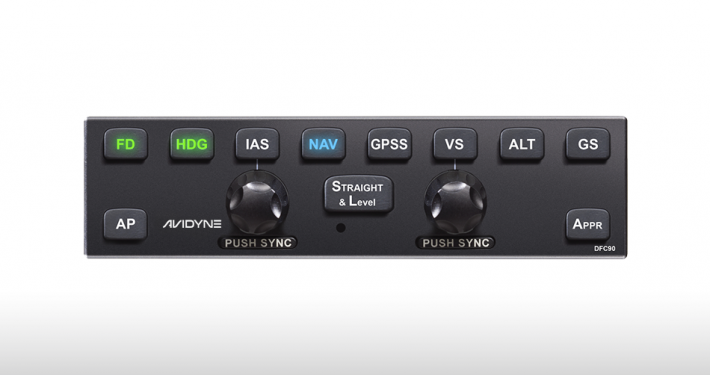 FD HDG IAS NAV GPSS VS ALT GS
STRAIGHT
& LEVEL
AP AVIDYNE PUSH SYNC PUSH SYNC APPR
DFC90